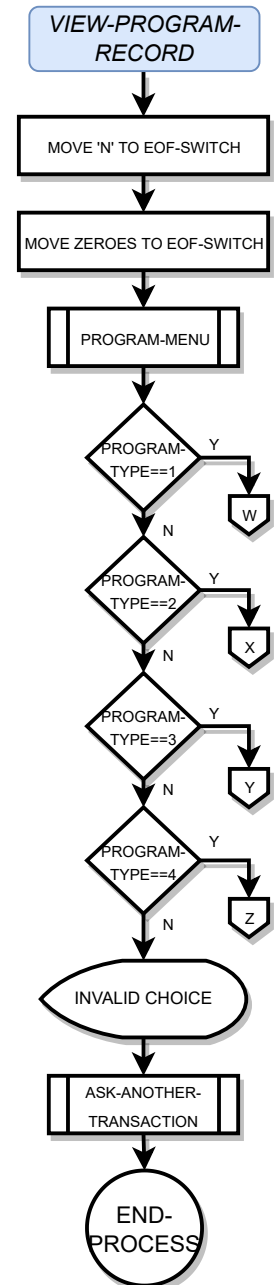 VIEW-PROGRAM-
RECORD
MOVE 'N' TO EOF-SWITCH
MOVE ZEROES TO EOF-SWITCH
PROGRAM-MENU
PROGRAM-
TYPE==1
Y
W
N
PROGRAM-
TYPE==2
Y
X
N
PROGRAM-
TYPE==3
Y
Y
N
PROGRAM-
TYPE==4
Y
Z
N
INVALID CHOICE
ASK-ANOTHER-
TRANSACTION
END-
PROCESS